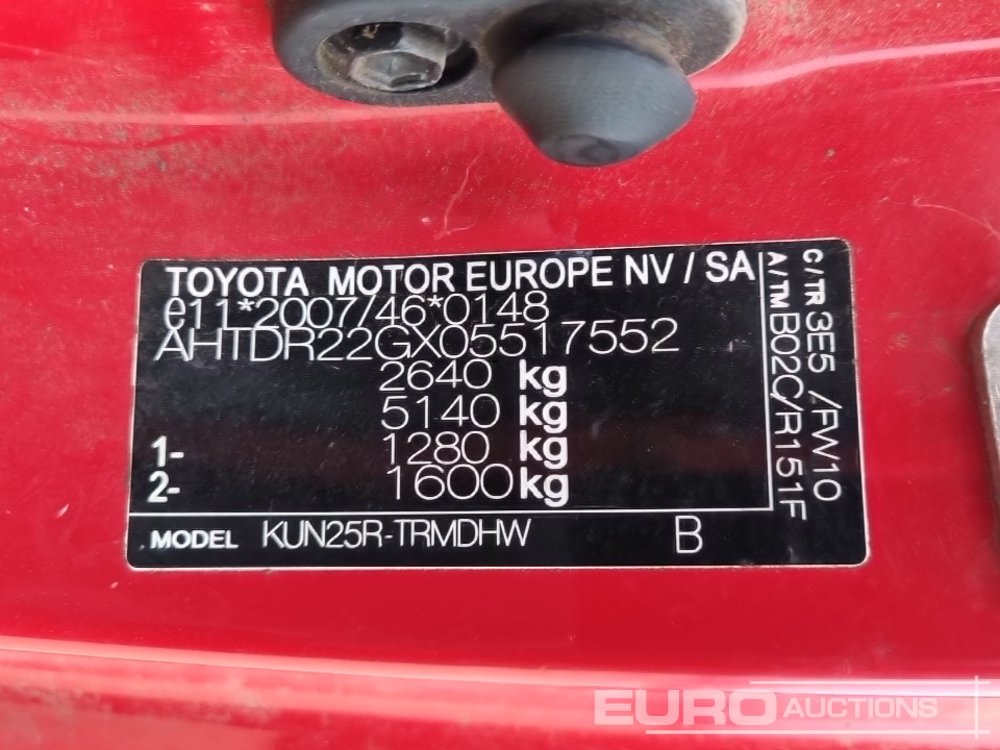 TOYOTA MOTOR EUROPE NV / SA
e11*2007/46*0148
AHTDR22GX05517552
2640 kg
5140 kg
1- 1280 kg
2- 1600 kg
MODEL KUN25R-TRMDHW B
C/TR 3E5 /FW10
A/TM B02C/R151F
EURO AUCTIONS